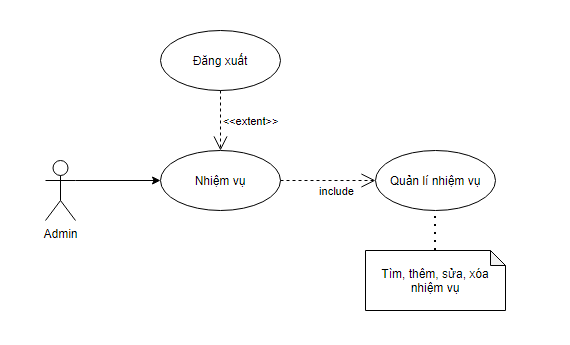 Đăng xuất
<<extent>>
Nhiệm vụ
Quản lí nhiệm vụ
include
Admin
Tìm, thêm, sửa, xóa
nhiệm vụ